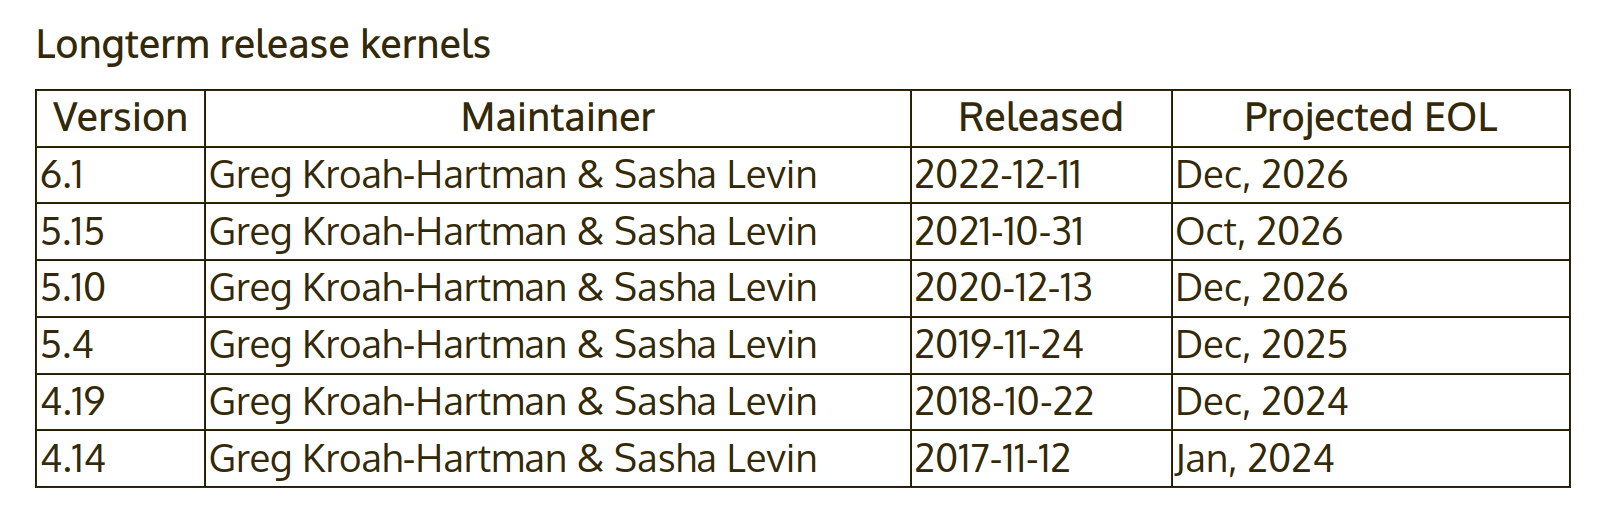 Longterm release kernels
Version Maintainer Released Projected EOL
6.1 Greg Kroah-Hartman & Sasha Levin 2022-12-11 Dec, 2026
5.15 Greg Kroah-Hartman & Sasha Levin 2021-10-31 Oct, 2026
5.10 Greg Kroah-Hartman & Sasha Levin 2020-12-13 Dec, 2026
5.4 Greg Kroah-Hartman & Sasha Levin 2019-11-24 Dec, 2025
4.19 Greg Kroah-Hartman & Sasha Levin 2018-10-22 Dec, 2024
4.14 Greg Kroah-Hartman & Sasha Levin 2017-11-12 Jan, 2024